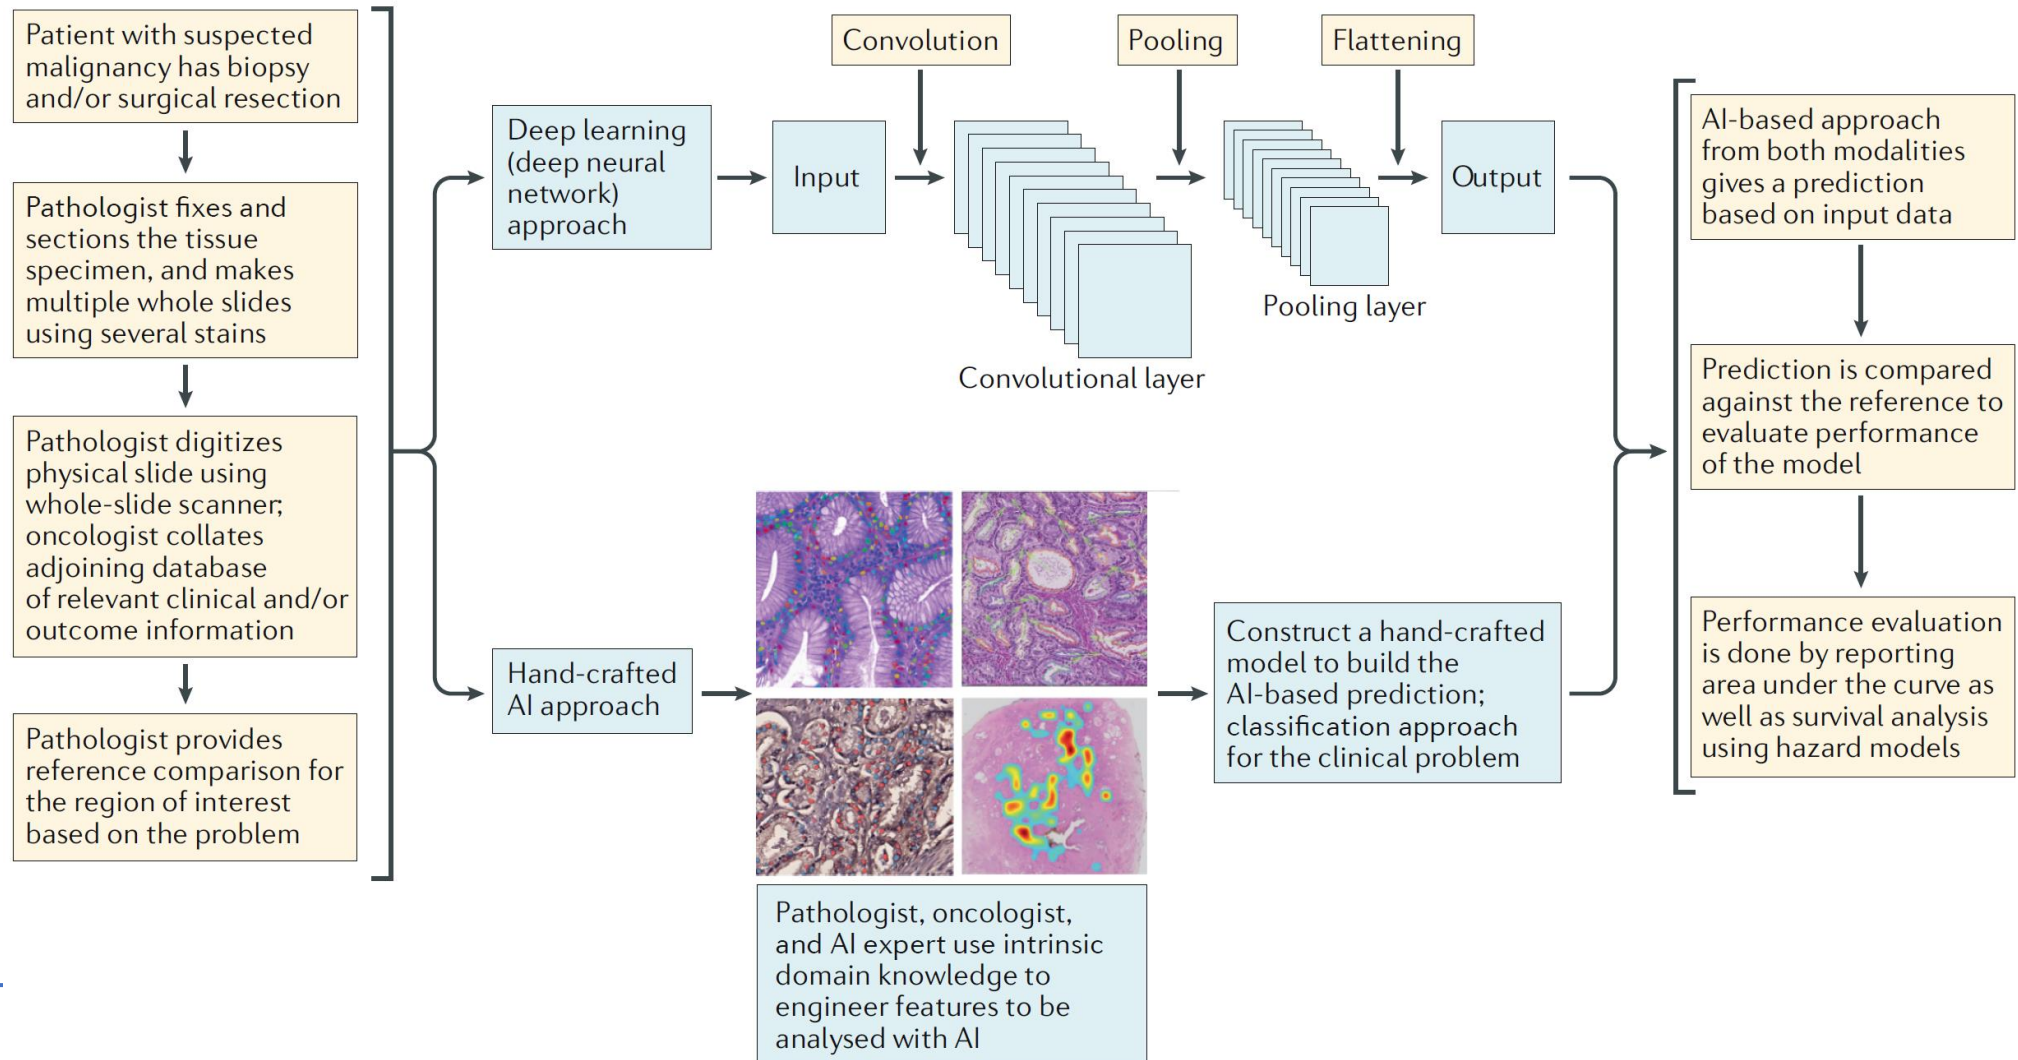 Patient with suspected
malignancy has biopsy
and/or surgical resection
Pathologist fixes and
sections the tissue
specimen, and makes
multiple whole slides
using several stains
Pathologist digitizes
physical slide using
whole-slide scanner;
oncologist collates
adjoining database
of relevant clinical and/or
outcome information
Pathologist provides
reference comparison for
the region of interest
based on the problem
Deep learning
(deep neural
network)
approach
Input
Convolution
Convolutional layer
Pooling
Pooling layer
Flattening
Output
Hand-crafted
AI approach
Pathologist, oncologist,
and AI expert use intrinsic
domain knowledge to
engineer features to be
analysed with AI
Construct a hand-crafted
model to build the
AI-based prediction;
classification approach
for the clinical problem
AI-based approach
from both modalities
gives a prediction
based on input data
Prediction is compared
against the reference to
evaluate performance
of the model
Performance evaluation
is done by reporting
area under the curve as
well as survival analysis
using hazard models